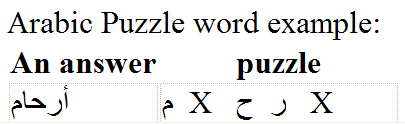 Arabic Puzzle word example:
An answer puzzle
أرحام م X ح ر X